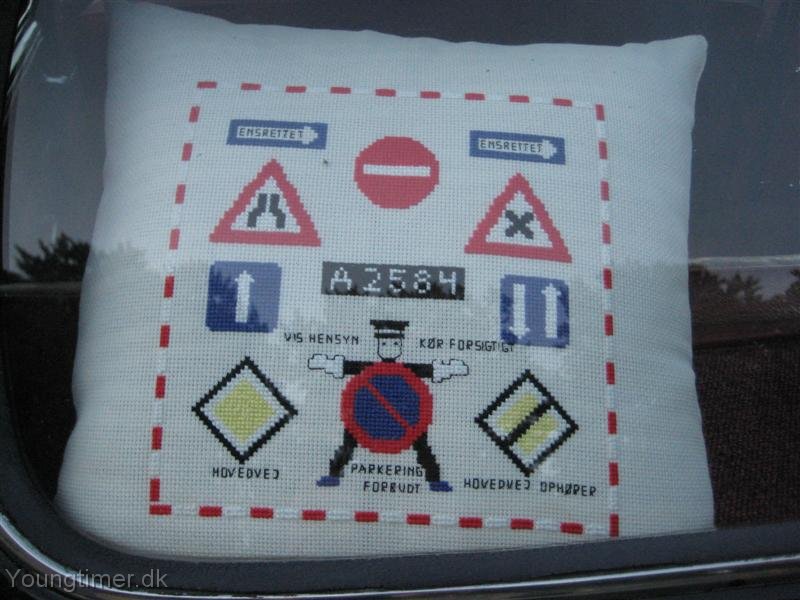 ENSRETTET
ENSRETTET
A 2584
VIS HENSYN
KØR FORSIGTIGT
HOVEDVEJ
PARKERING
FORBUDT
HOVEDVEJ OPHØRER
Youngtimer.dk